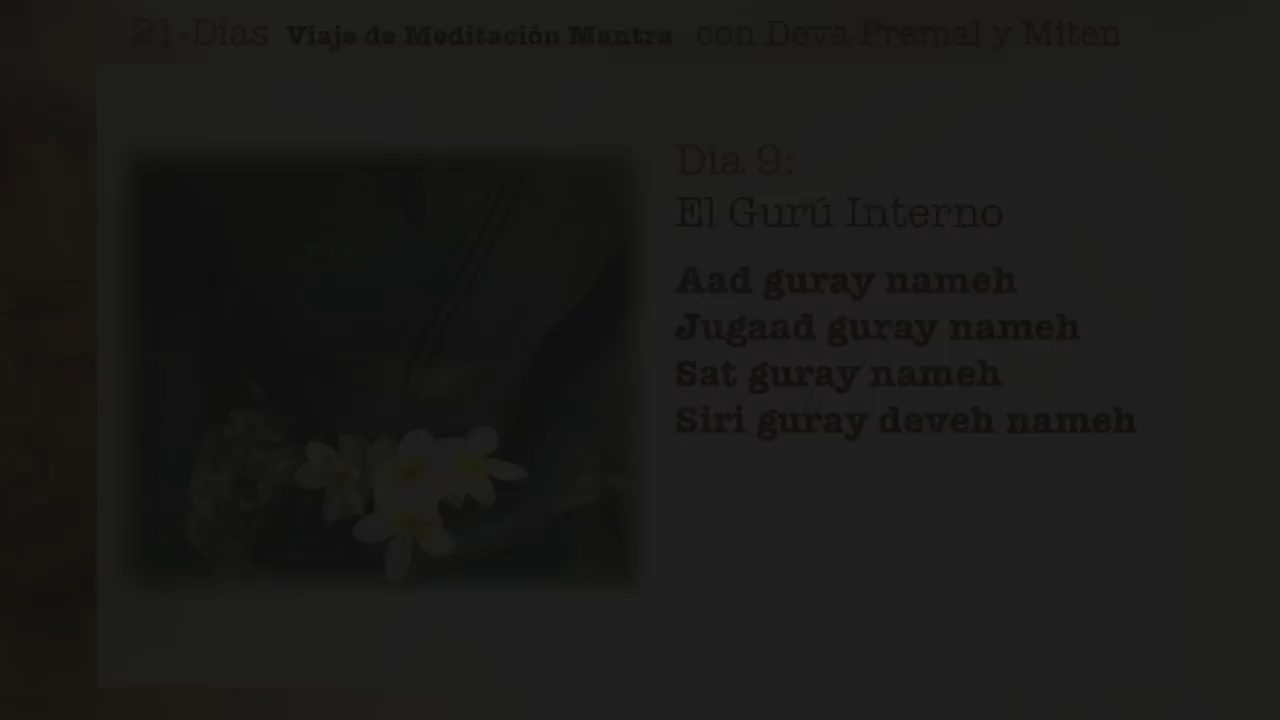 21 Días Viaje de Meditación Mantra con Deva Premal y Miten
Día 9:
El Gurú Interno
Aad guray nameh
Jugaad guray nameh
Sat guray nameh
Siri guray deveh nameh